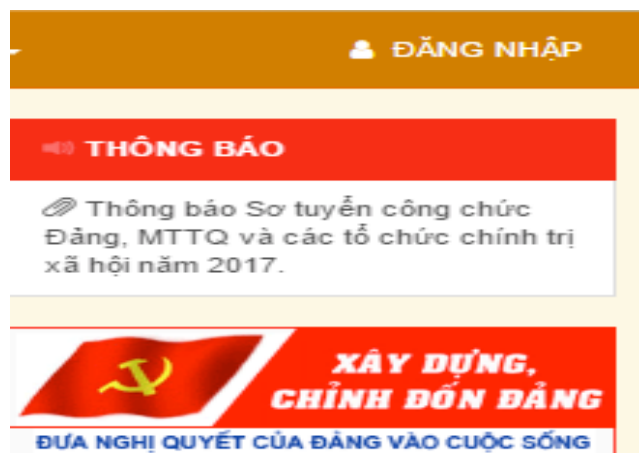 ĐĂNG NHẬP
THÔNG BÁO
Thông báo Sơ tuyển công chức
Đảng, MTTQ và các tổ chức chính trị
xã hội năm 2017.
XÂY DỰNG,
CHỈNH ĐỐN ĐẢNG
ĐƯA NGHỊ QUYẾT CỦA ĐẢNG VÀO CUỘC SỐNG